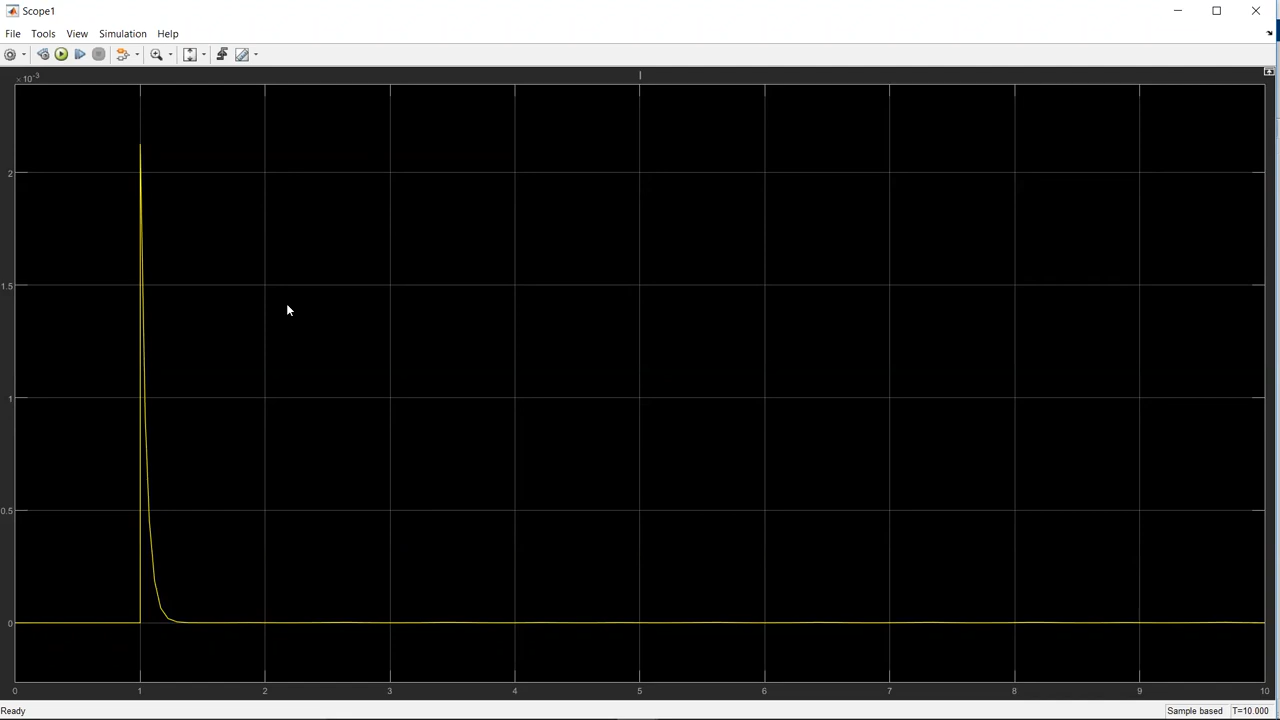 Scope1
File Tools View Simulation Help
×10⁻³
2
1.5
1
0.5
0
0 1 2 3 4 5 6 7 8 9 10
Ready Sample based T=10.000